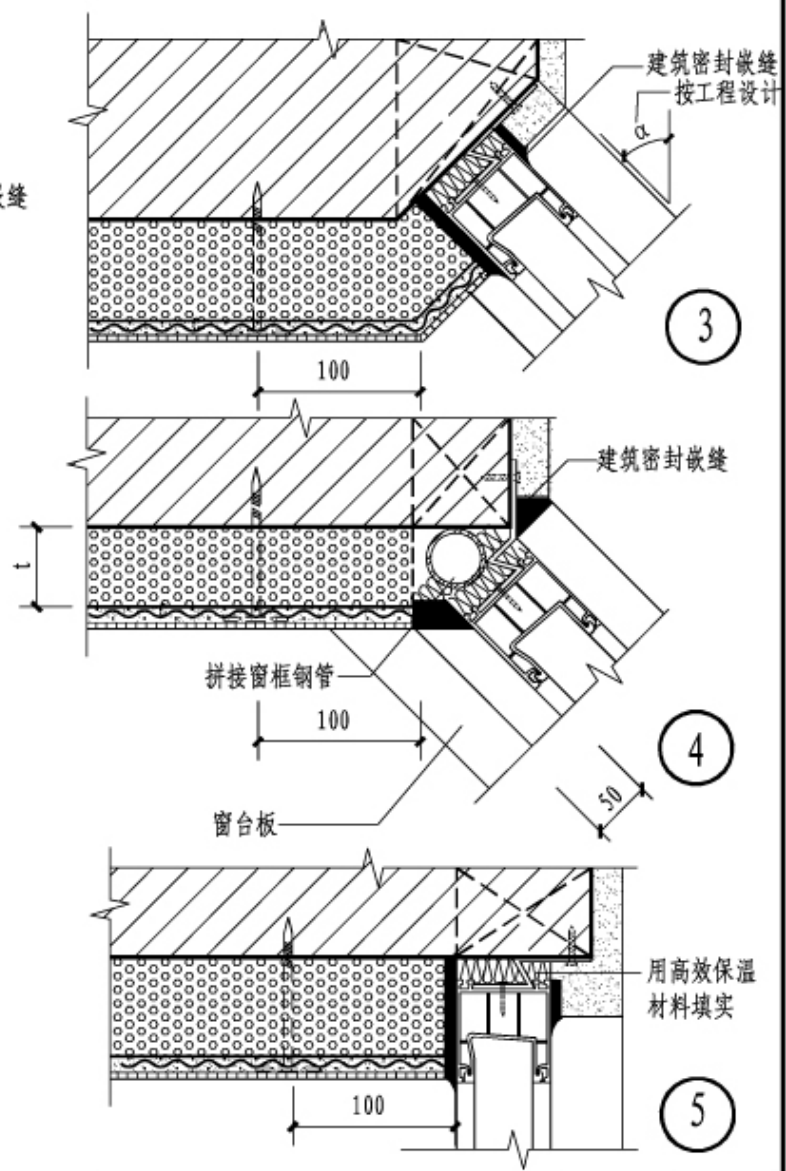 建筑密封嵌缝
按工程设计
α
嵌缝
3
100
建筑密封嵌缝
t
拼接窗框钢管
100
4
50
窗台板
用高效保温
材料填实
100
5